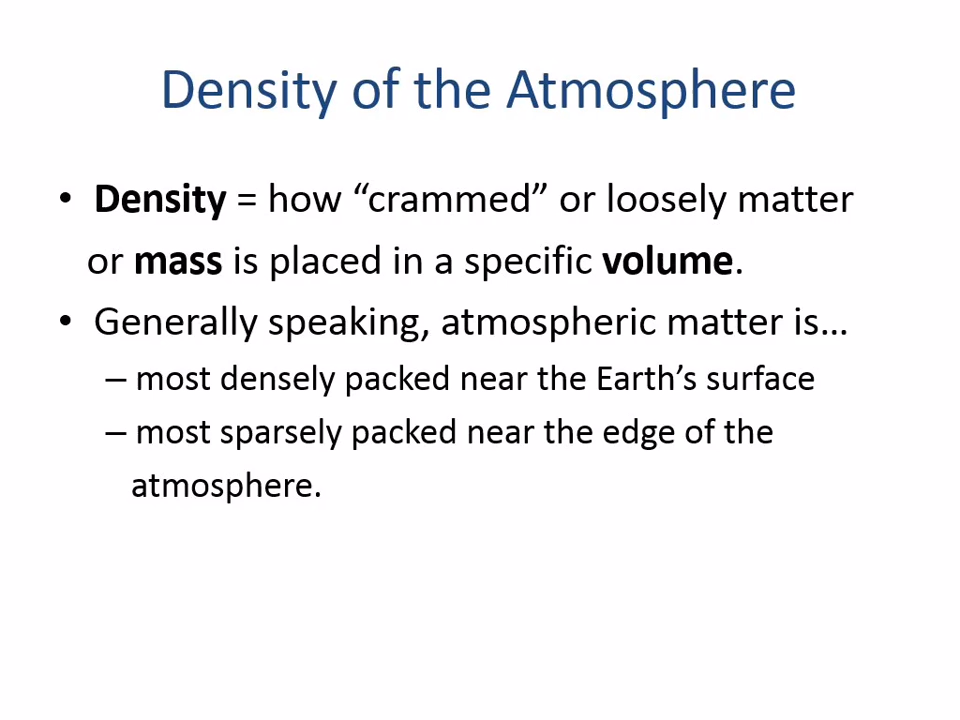 Density of the Atmosphere
• Density = how “crammed” or loosely matter
or mass is placed in a specific volume.
• Generally speaking, atmospheric matter is…
– most densely packed near the Earth’s surface
– most sparsely packed near the edge of the
atmosphere.